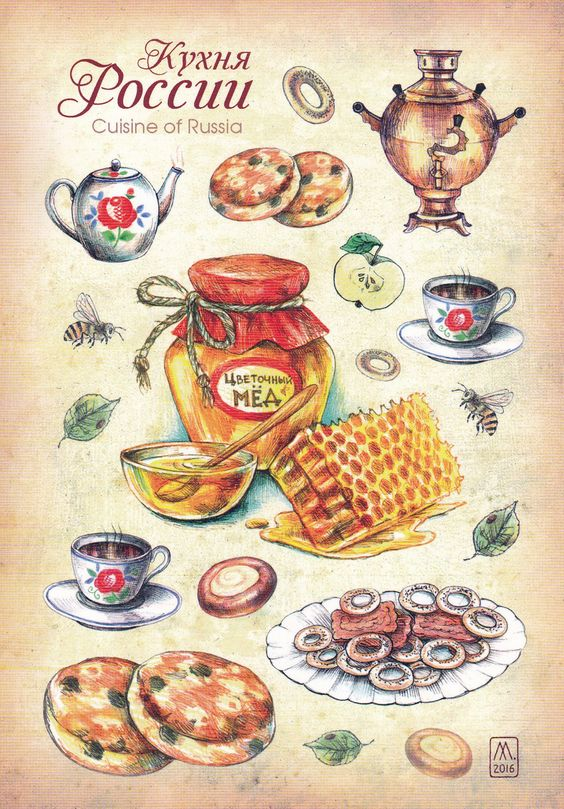 Кухня
России
Cuisine of Russia
Цветочный
МЁД
М.
2016